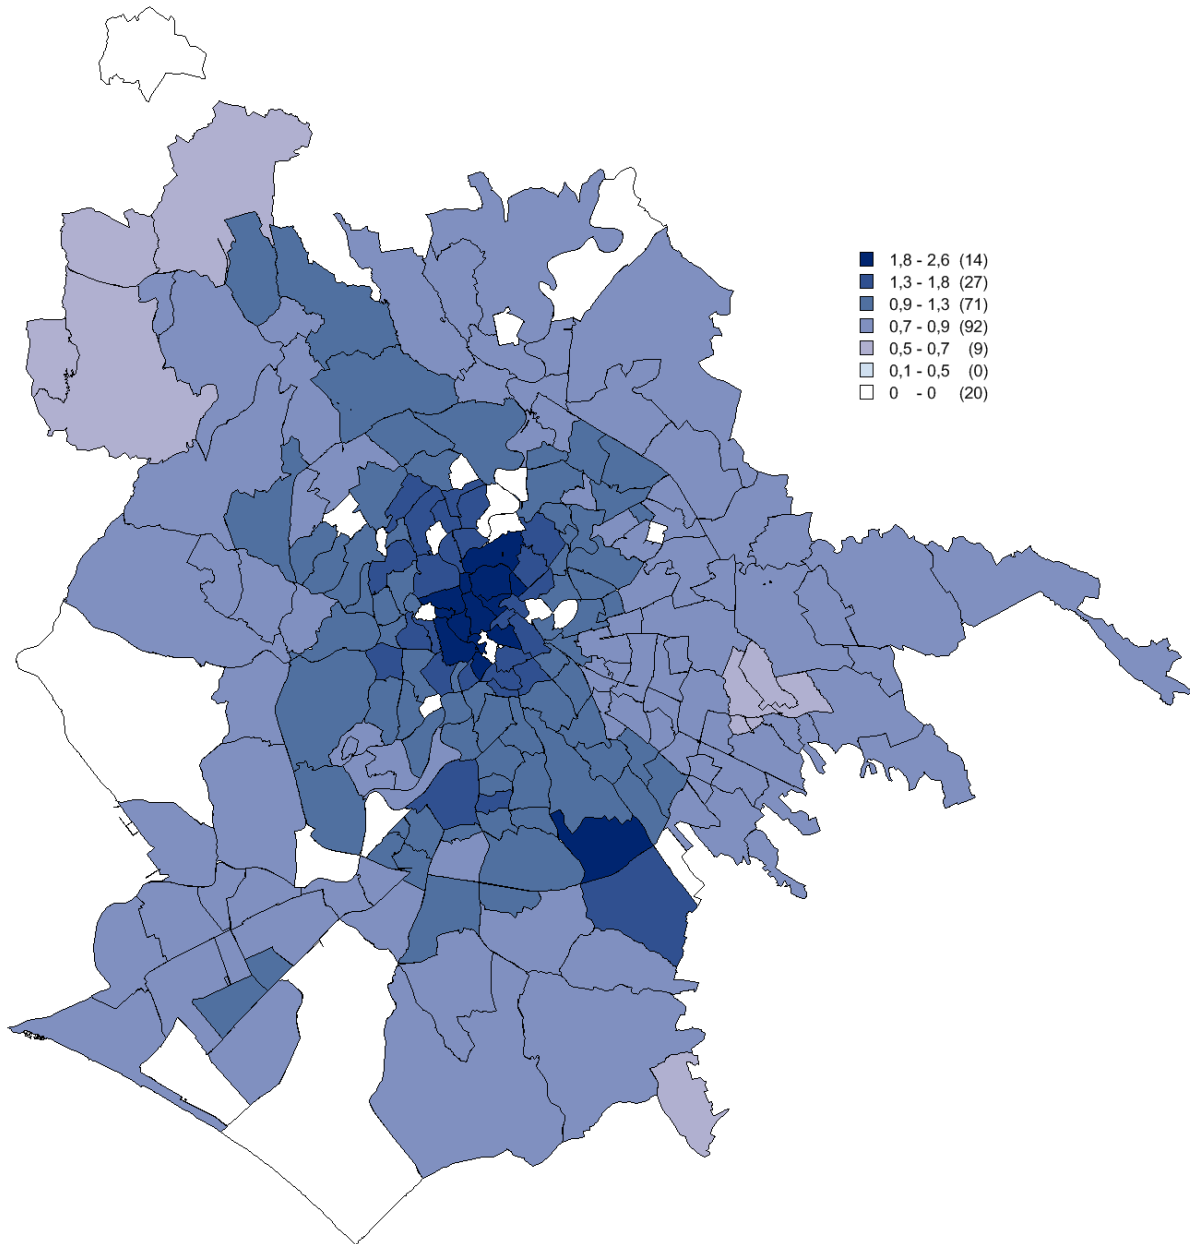 1,8 - 2,6 (14)
1,3 - 1,8 (27)
0,9 - 1,3 (71)
0,7 - 0,9 (92)
0,5 - 0,7 (9)
0,1 - 0,5 (0)
0 - 0 (20)